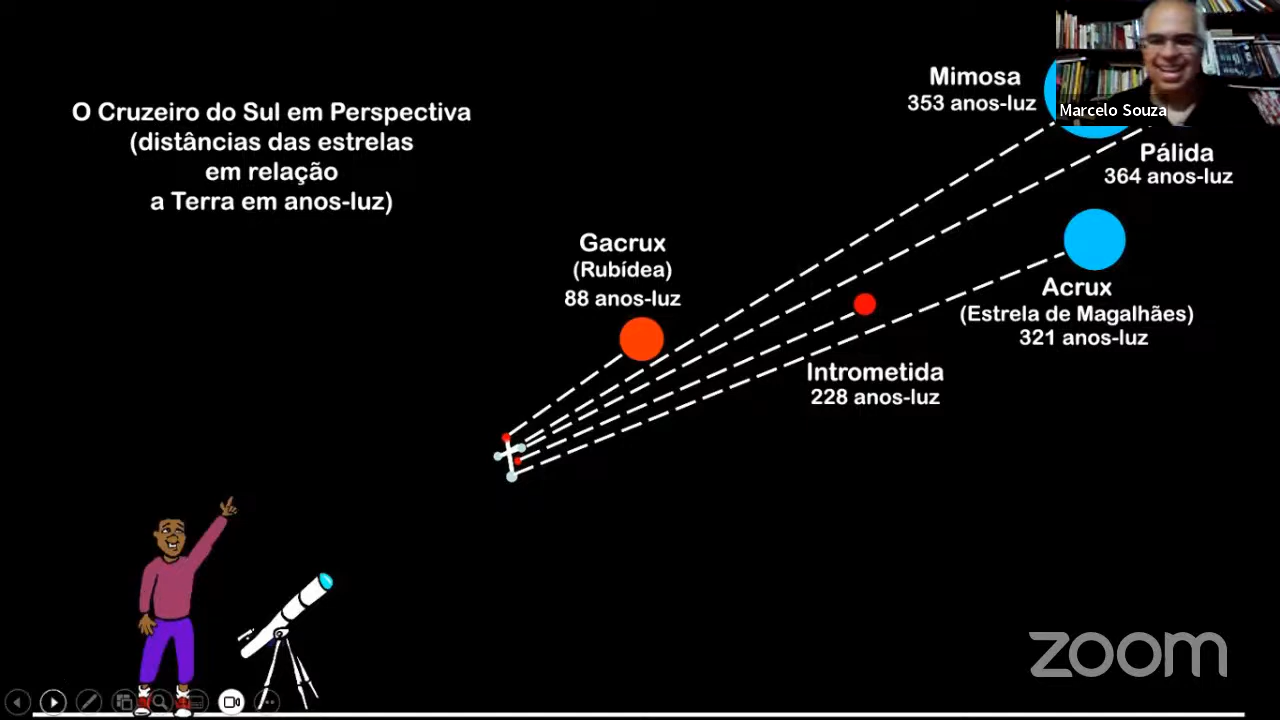 O Cruzeiro do Sul em Perspectiva
(distâncias das estrelas
em relação
a Terra em anos-luz)
Mimosa
353 anos-luz
Marcelo Souza
Pálida
364 anos-luz
Gacrux
(Rubídea)
88 anos-luz
Acrux
(Estrela de Magalhães)
321 anos-luz
Intrometida
228 anos-luz
zoom